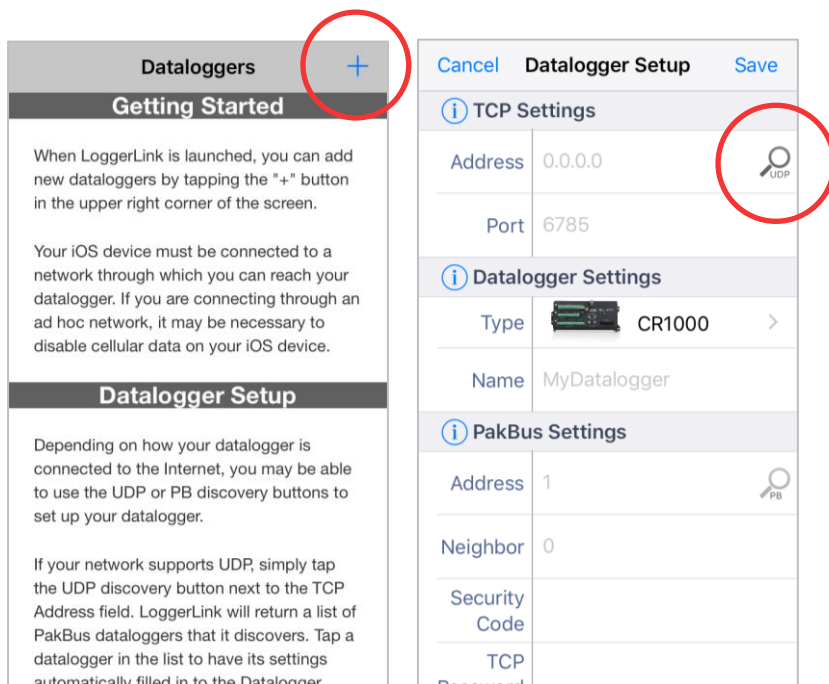 Dataloggers +
Getting Started
When LoggerLink is launched, you can add
new dataloggers by tapping the "+" button
in the upper right corner of the screen.
Your iOS device must be connected to a
network through which you can reach your
datalogger. If you are connecting through an
ad hoc network, it may be necessary to
disable cellular data on your iOS device.
Datalogger Setup
Depending on how your datalogger is
connected to the Internet, you may be able
to use the UDP or PB discovery buttons to
set up your datalogger.
If your network supports UDP, simply tap
the UDP discovery button next to the TCP
Address field. LoggerLink will return a list of
PakBus dataloggers that it discovers. Tap a
datalogger in the list to have its settings
automatically filled in to the Datalogger
Cancel Datalogger Setup Save
i TCP Settings
Address 0.0.0.0 UDP
Port 6785
i Datalogger Settings
Type CR1000 >
Name MyDatalogger
i PakBus Settings
Address 1 PB
Neighbor 0
Security
Code
TCP
Password